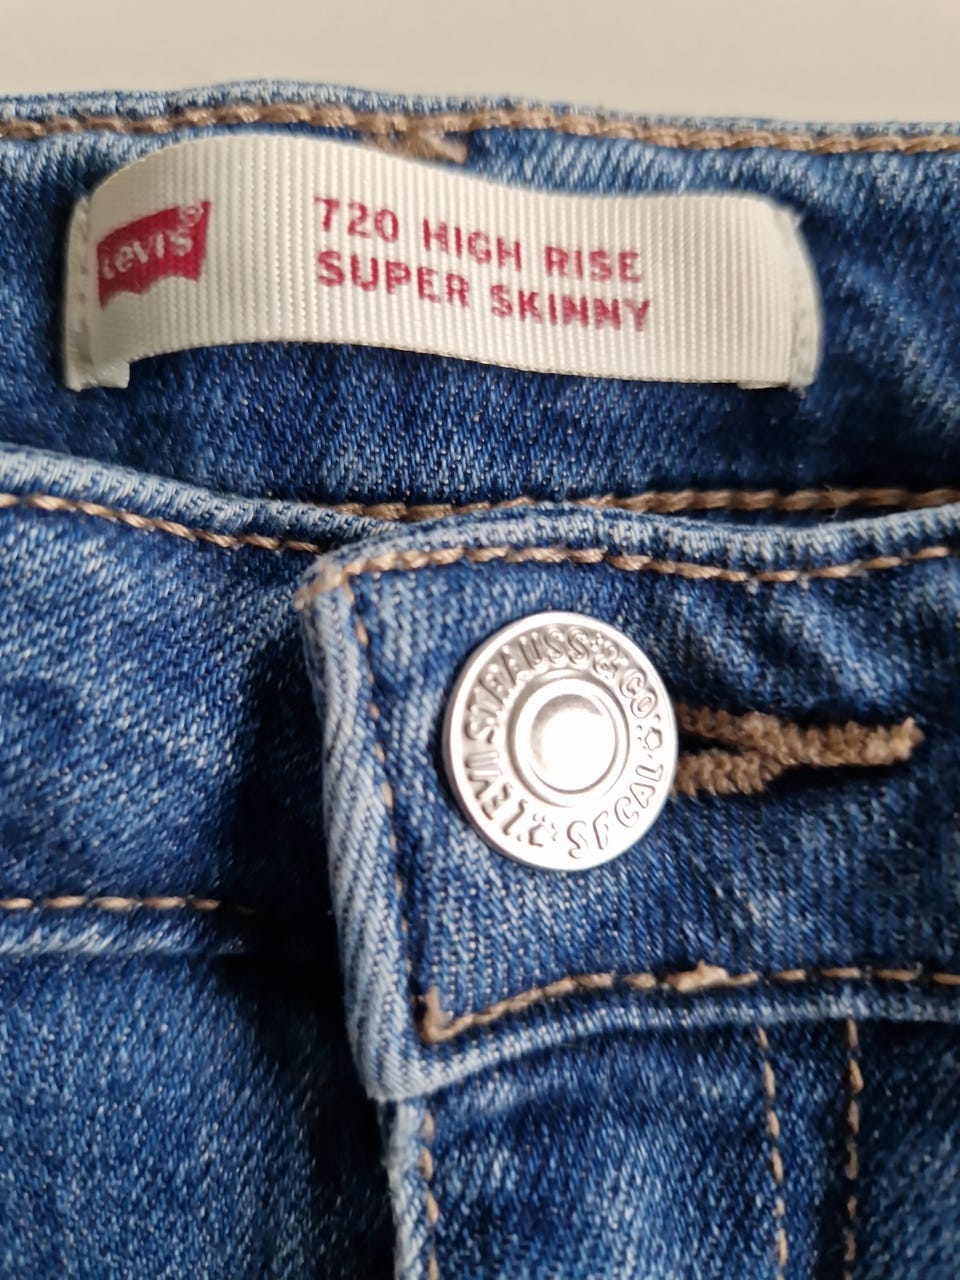 Levi's®
720 HIGH RISE
SUPER SKINNY
LEVI STRAUSS & CO
SF CAL